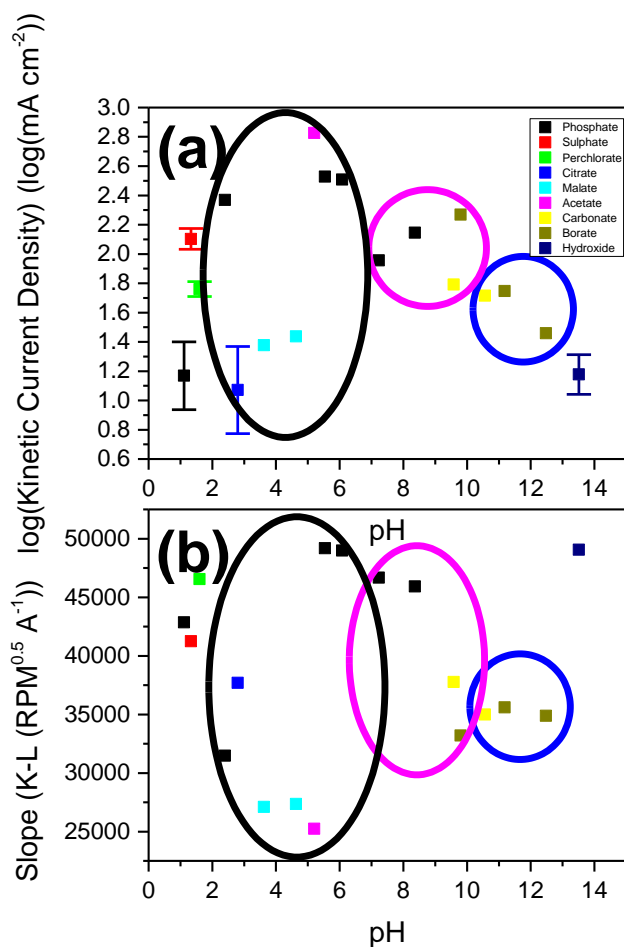 log(Kinetic Current Density) (log(mA cm-2))
(a)
3.0
2.8
2.6
2.4
2.2
2.0
1.8
1.6
1.4
1.2
1.0
0.8
0.6
Phosphate
Sulphate
Perchlorate
Citrate
Malate
Acetate
Carbonate
Borate
Hydroxide
0 2 4 6 8 10 12 14
pH
Slope (K-L (RPM0.5 A-1))
(b)
50000
45000
40000
35000
30000
25000
0 2 4 6 8 10 12 14
pH